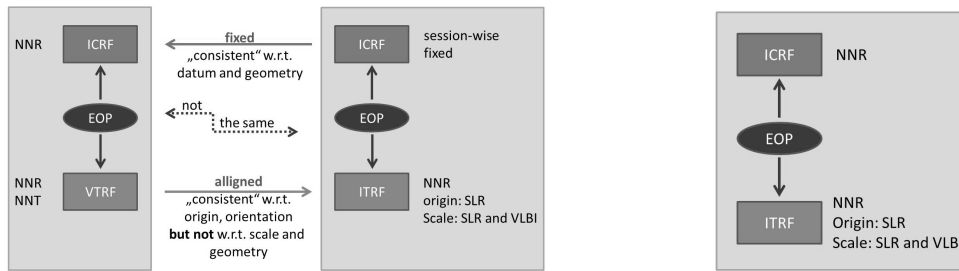 NNR
ICRF
EOP
NNR
NNT
VTRF
fixed
„consistent“ w.r.t.
datum and geometry
not
the same
alligned
„consistent“ w.r.t.
origin, orientation
but not w.r.t. scale and
geometry
ICRF
session-wise
fixed
EOP
ITRF
NNR
origin: SLR
Scale: SLR and VLBI
ICRF
NNR
EOP
ITRF
NNR
Origin: SLR
Scale: SLR and VLB